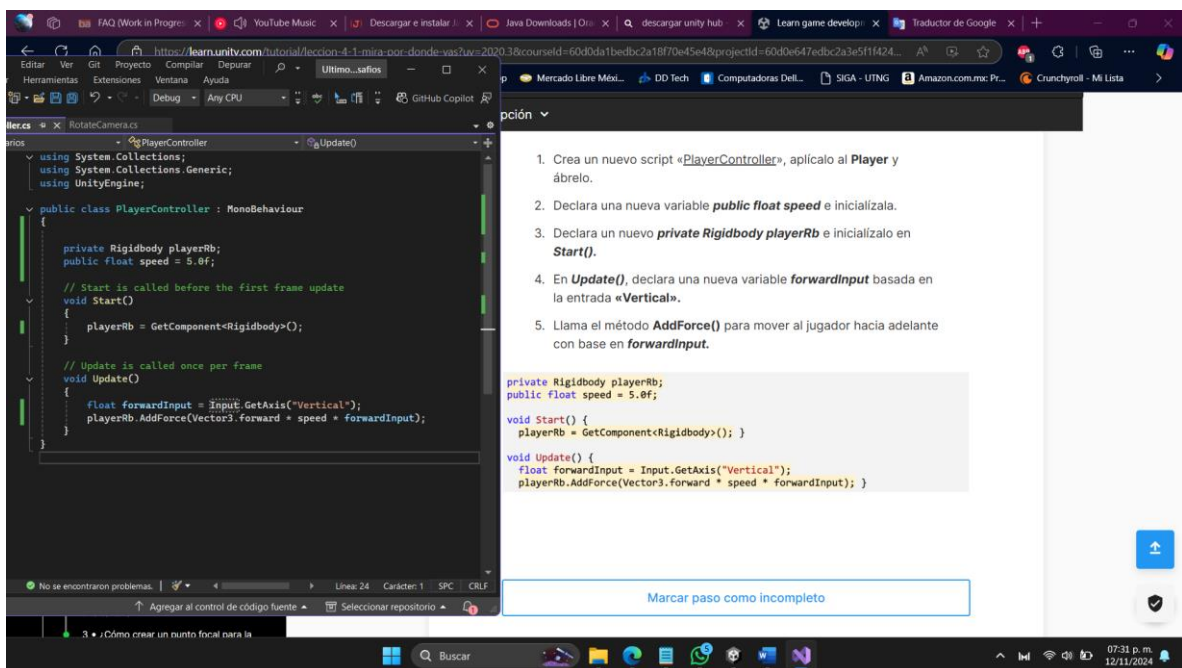 FAQ (Work in Progres
YouTube Music
Descargar e instalar J
Java Downloads | Ora
descargar unity hub -
Learn game developm
Traductor de Google
https://learn.unity.com/tutorial/leccion-4-1-mira-por-donde-vas?uv=2020.3&courseId=60d0da1bedbc2a18f70e45e4&projectId=60d0e647edbc2a3e5f1f424...
Editar Ver Git Proyecto Compilar Depurar
Ultimo...safios
Herramientas Extensiones Ventana Ayuda
Mercado Libre Méxi...
DD Tech
Computadoras Dell...
SIGA - UTNG
Amazon.com.mx: Pr...
Crunchyroll - Mi Lista
Debug
Any CPU
GitHub Copilot
pción
ller.cs
RotateCamera.cs
arios
PlayerController
Update()
using System.Collections;
using System.Collections.Generic;
using UnityEngine;
public class PlayerController : MonoBehaviour
{
private Rigidbody playerRb;
public float speed = 5.0f;
// Start is called before the first frame update
void Start()
{
playerRb = GetComponent<Rigidbody>();
}
// Update is called once per frame
void Update()
{
float forwardInput = Input.GetAxis("Vertical");
playerRb.AddForce(Vector3.forward * speed * forwardInput);
}
}
No se encontraron problemas.
Línea: 24
Carácter: 1
SPC
CRLF
Agregar al control de código fuente
Seleccionar repositorio
3 • ¿Cómo crear un punto focal para la
1. Crea un nuevo script «PlayerController», aplícalo al Player y
ábrelo.
2. Declara una nueva variable public float speed e inicialízala.
3. Declara un nuevo private Rigidbody playerRb e inicialízalo en
Start().
4. En Update(), declara una nueva variable forwardInput basada en
la entrada «Vertical».
5. Llama el método AddForce() para mover al jugador hacia adelante
con base en forwardInput.
private Rigidbody playerRb;
public float speed = 5.0f;
void Start() {
playerRb = GetComponent<Rigidbody>(); }
void Update() {
float forwardInput = Input.GetAxis("Vertical");
playerRb.AddForce(Vector3.forward * speed * forwardInput); }
Marcar paso como incompleto
Buscar
07:31 p. m.
12/11/2024